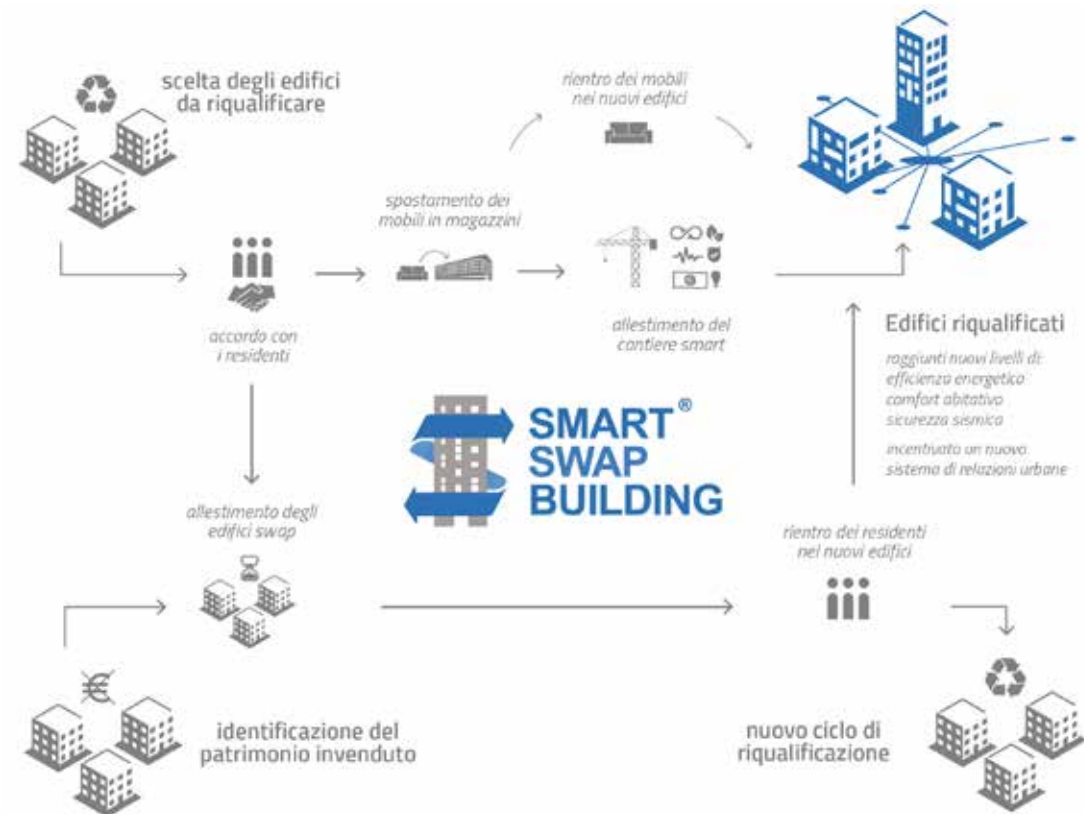 scelta degli edifici
da riqualificare
rientro dei mobili
nei nuovi edifici
spostamento dei
mobili in magazzini
accordo con
i residenti
allestimento del
cantiere smart
Edifici riqualificati
raggiunti nuovi livelli di:
efficienza energetica
comfort abitativo
sicurezza sismica
incentivato un nuovo
sistema di relazioni urbane
SMART®
SWAP
BUILDING
allestimento degli
edifici swap
rientro dei residenti
nei nuovi edifici
identificazione del
patrimonio invenduto
nuovo ciclo di
riqualificazione